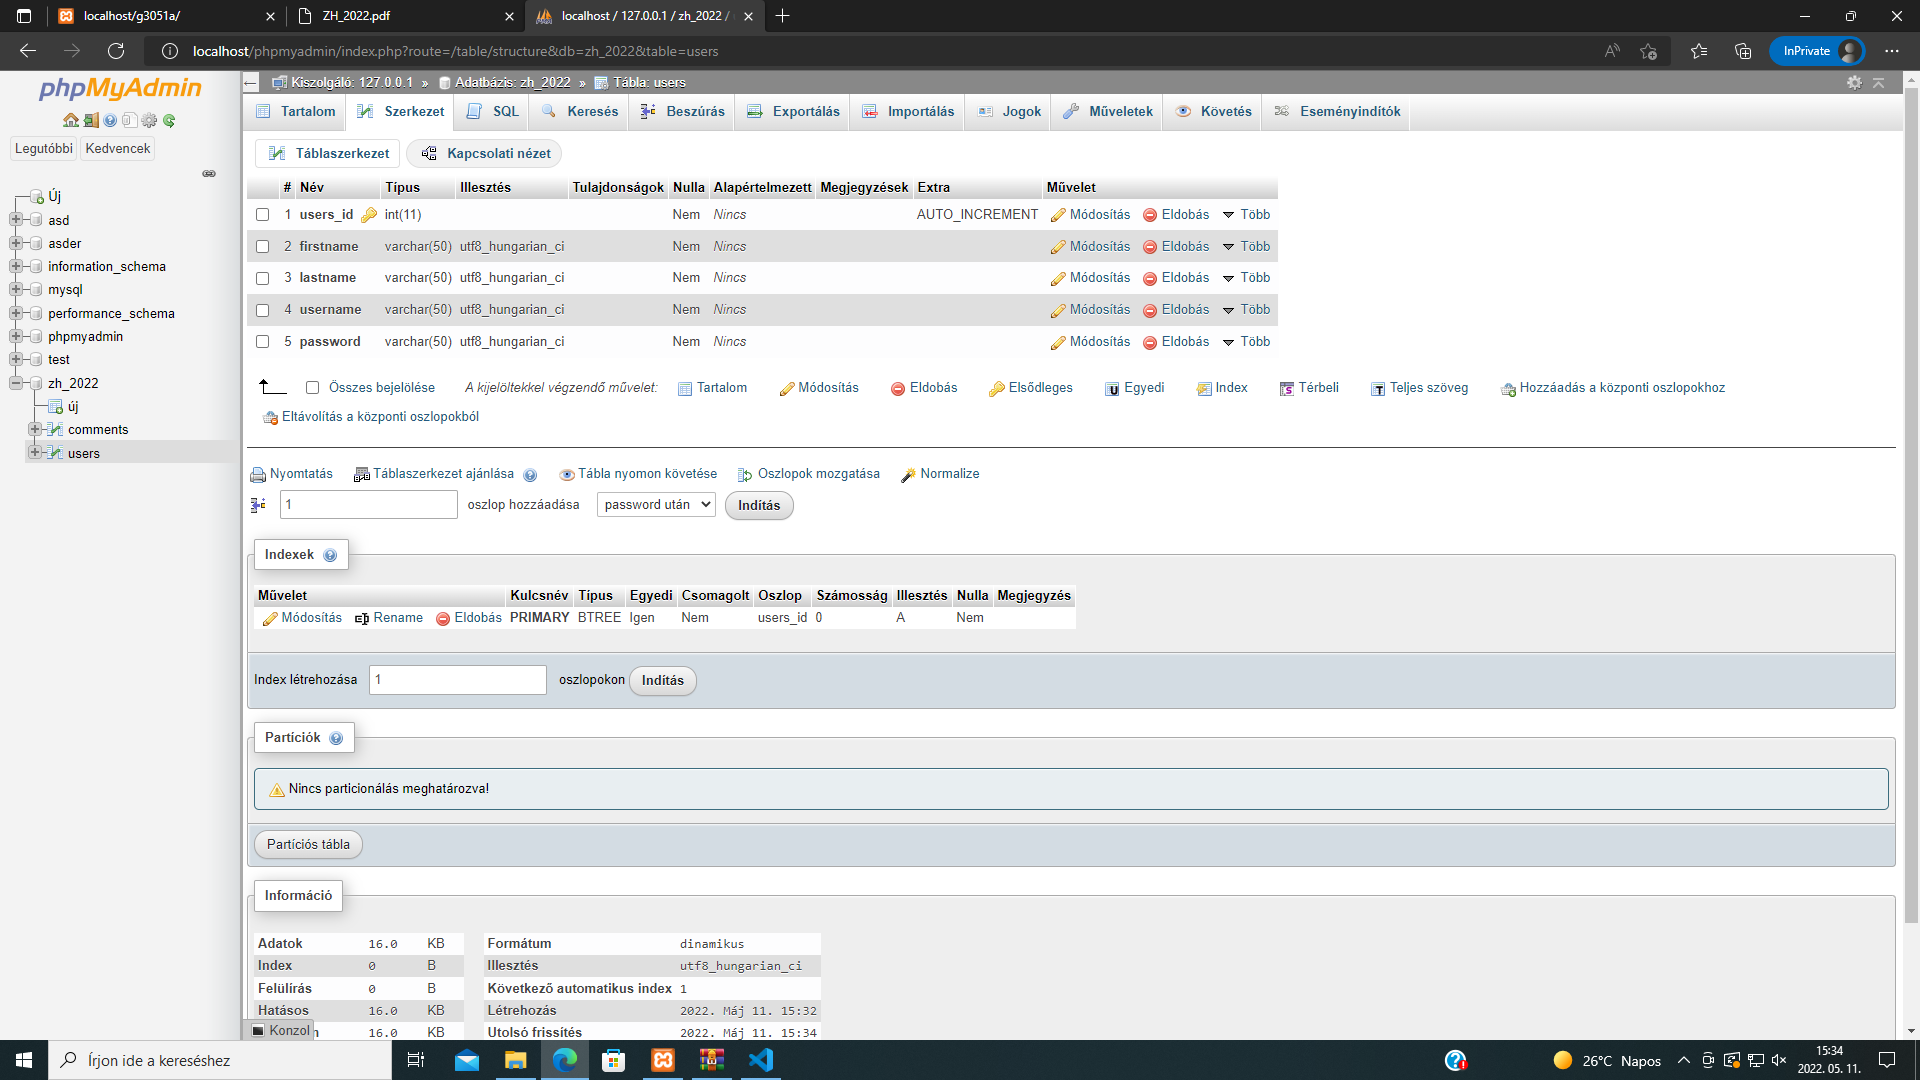 localhost/g3051a/
ZH_2022.pdf
localhost / 127.0.0.1 / zh_2022 /
localhost/phpmyadmin/index.php?route=/table/structure&db=zh_2022&table=users
InPrivate
phpMyAdmin
Legutóbbi Kedvencek
Új
asd
asder
information_schema
mysql
performance_schema
phpmyadmin
test
zh_2022
új
comments
users
Kiszolgáló: 127.0.0.1 » Adatbázis: zh_2022 » Tábla: users
Tartalom Szerkezet SQL Keresés Beszúrás Exportálás Importálás Jogok Műveletek Követés Eseményindítók
Táblaszerkezet Kapcsolati nézet
# Név Típus Illesztés Tulajdonságok Nulla Alapértelmezett Megjegyzések Extra Művelet
1 users_id int(11) Nem Nincs AUTO_INCREMENT Módosítás Eldobás Több
2 firstname varchar(50) utf8_hungarian_ci Nem Nincs Módosítás Eldobás Több
3 lastname varchar(50) utf8_hungarian_ci Nem Nincs Módosítás Eldobás Több
4 username varchar(50) utf8_hungarian_ci Nem Nincs Módosítás Eldobás Több
5 password varchar(50) utf8_hungarian_ci Nem Nincs Módosítás Eldobás Több
Összes bejelölése A kijelöltekkel végzendő művelet: Tartalom Módosítás Eldobás Elsődleges Egyedi Index Térbeli Teljes szöveg Hozzáadás a központi oszlopokhoz
Eltávolítás a központi oszlopokból
Nyomtatás Táblaszerkezet ajánlása Tábla nyomon követése Oszlopok mozgatása Normalize
1 oszlop hozzáadása password után Indítás
Indexek
Művelet Kulcsnév Típus Egyedi Csomagolt Oszlop Számosság Illesztés Nulla Megjegyzés
Módosítás Rename Eldobás PRIMARY BTREE Igen Nem users_id 0 A Nem
Index létrehozása 1 oszlopokon Indítás
Partíciók
Nincs particionálás meghatározva!
Partíciós tábla
Információ
Adatok 16.0 KB Formátum dinamikus
Index 0 B Illesztés utf8_hungarian_ci
Felülírás 0 B Következő automatikus index 1
Hatásos 16.0 KB Létrehozás 2022. Máj 11. 15:32
Konzol n 16.0 KB Utolsó frissítés 2022. Máj 11. 15:34
Írjon ide a kereséshez
26°C Napos
15:34
2022. 05. 11.